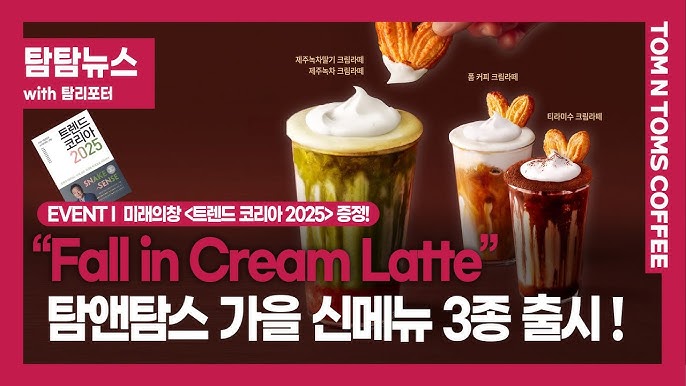 탐탐뉴스
with 탐리포터
제주녹차딸기 크림라떼
제주녹차 크림라떼
폼 커피 크림라떼
티라미수 크림라떼
TOM N TOMS COFFEE
트렌드
코리아
2025
SNAKE
SENSE
EVENT I 미래의창 <트렌드 코리아 2025> 증정!
“Fall in Cream Latte”
탐앤탐스 가을 신메뉴 3종 출시 !